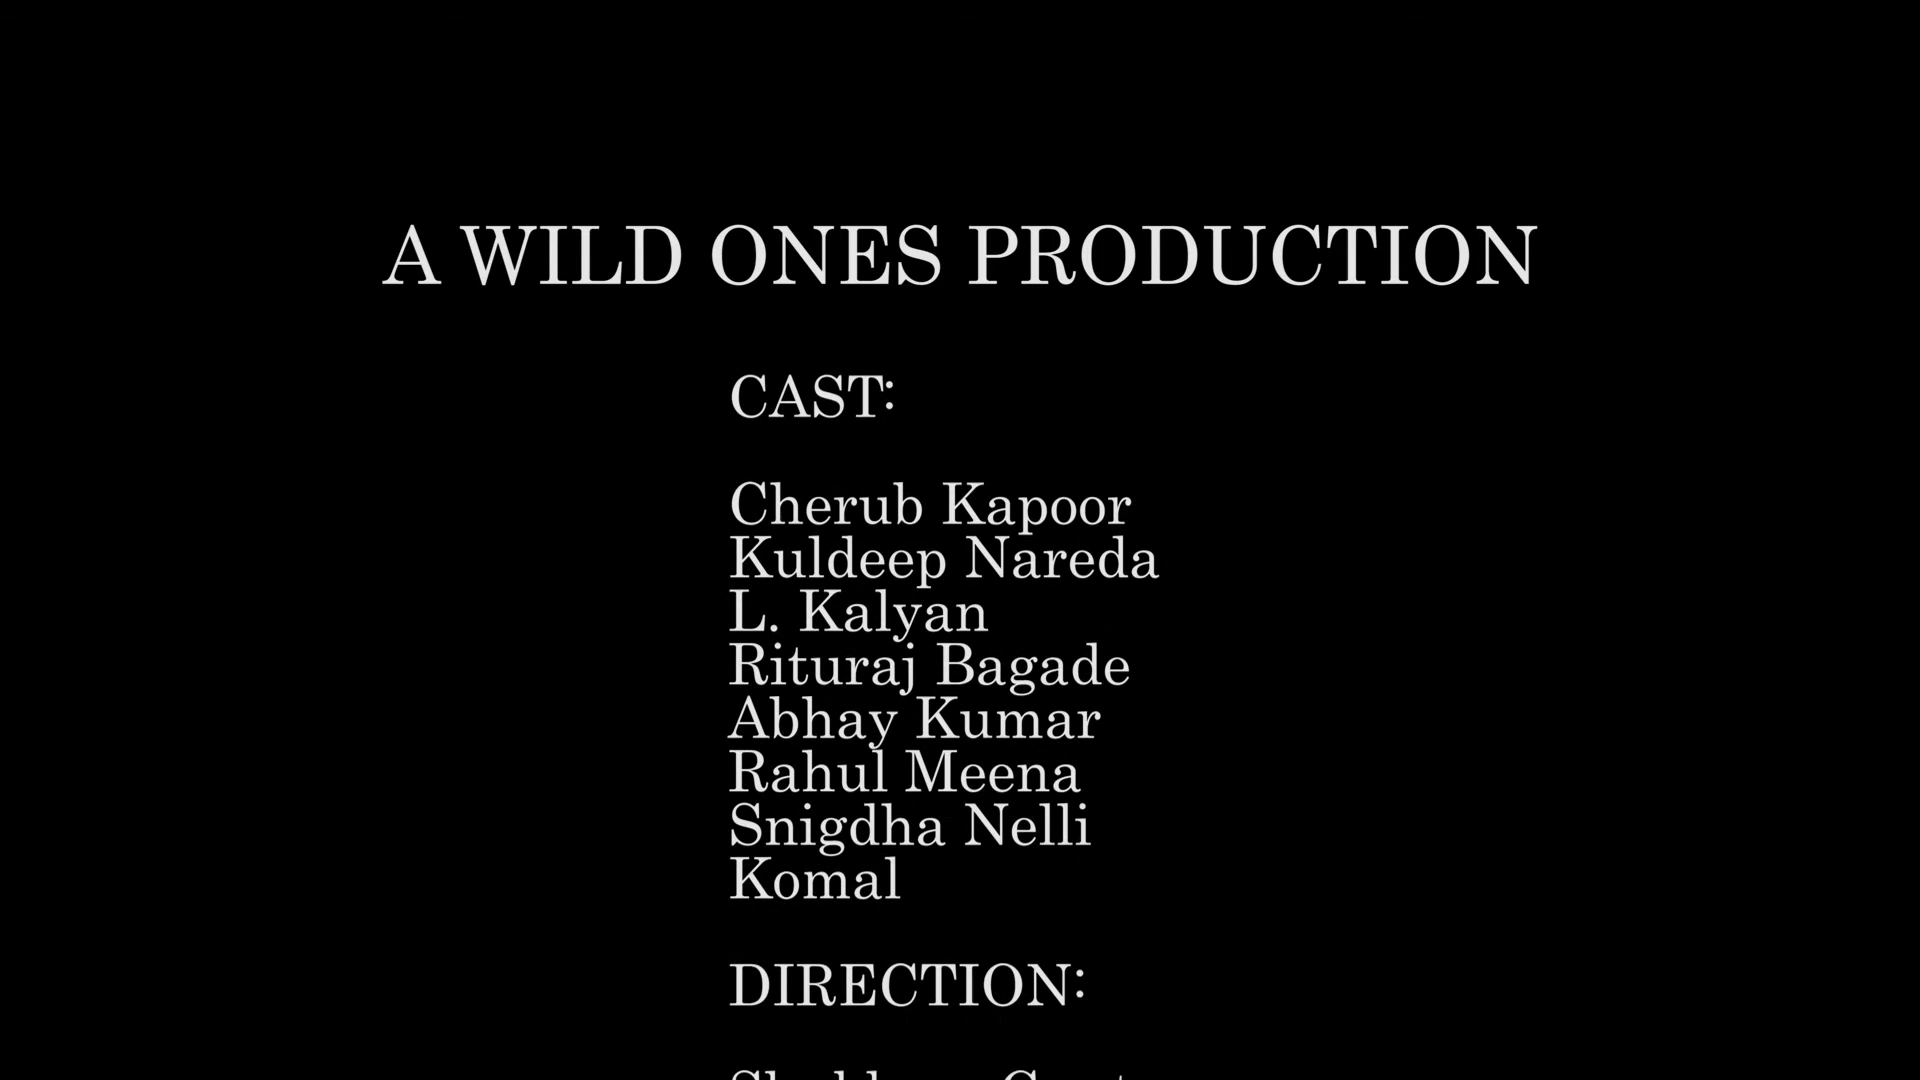 A WILD ONES PRODUCTION
CAST:
Cherub Kapoor
Kuldeep Nareda
L. Kalyan
Rituraj Bagade
Abhay Kumar
Rahul Meena
Snigdha Nelli
Komal
DIRECTION: